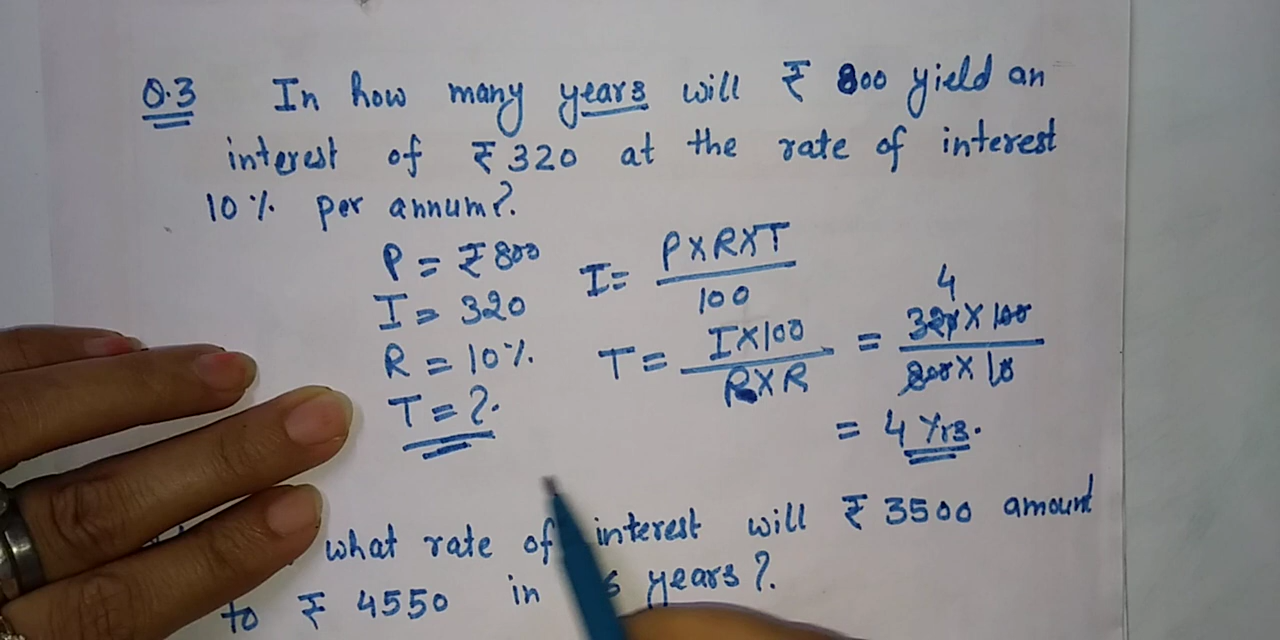 Q.3 In how many years will ₹ 800 yield an
interest of ₹ 320 at the rate of interest
10% per annum?.
P = ₹ 800
I = 320
R = 10%.
T = ?.
I = P×R×T
100
T = I×100 = 320×100
×R 800×10
4
= 4 Yrs.
what rate of interest will ₹ 3500 amount
to ₹ 4550 in years?.